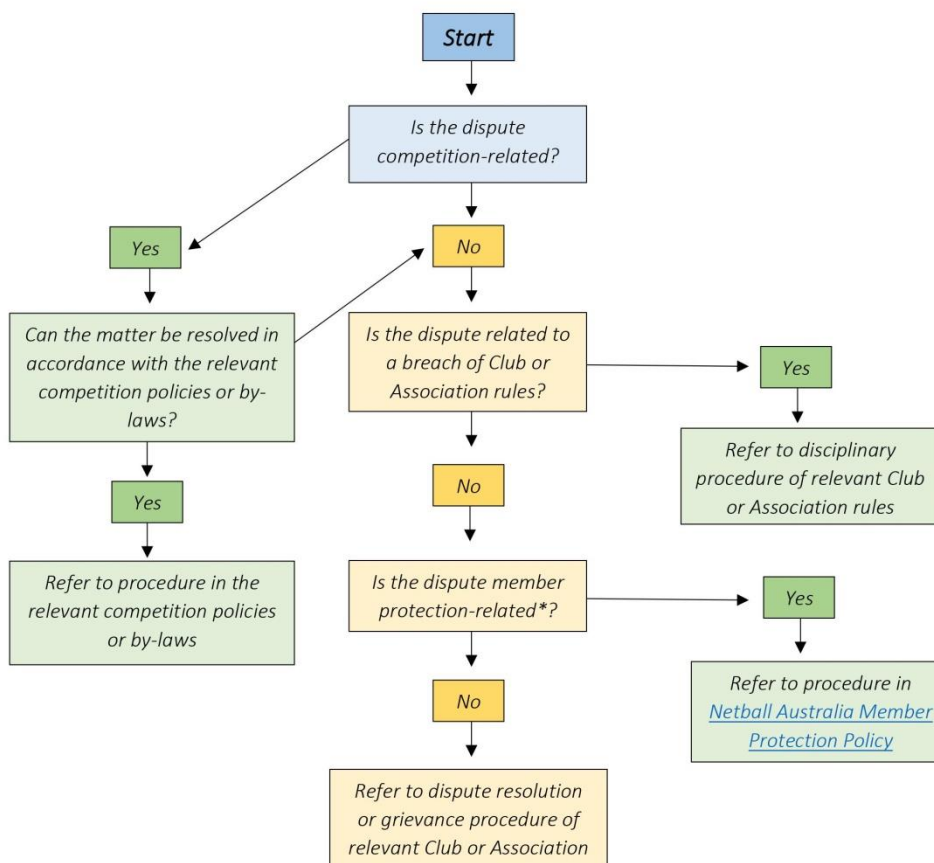 Start
Is the dispute
competition-related?
Yes
No
Can the matter be resolved in
accordance with the relevant
competition policies or by-
laws?
Is the dispute related to
a breach of Club or
Association rules?
Yes
Refer to disciplinary
procedure of relevant Club
or Association rules
Yes
No
Refer to procedure in the
relevant competition policies
or by-laws
Is the dispute member
protection-related*?
Yes
Refer to procedure in
Netball Australia Member
Protection Policy
No
Refer to dispute resolution
or grievance procedure of
relevant Club or Association